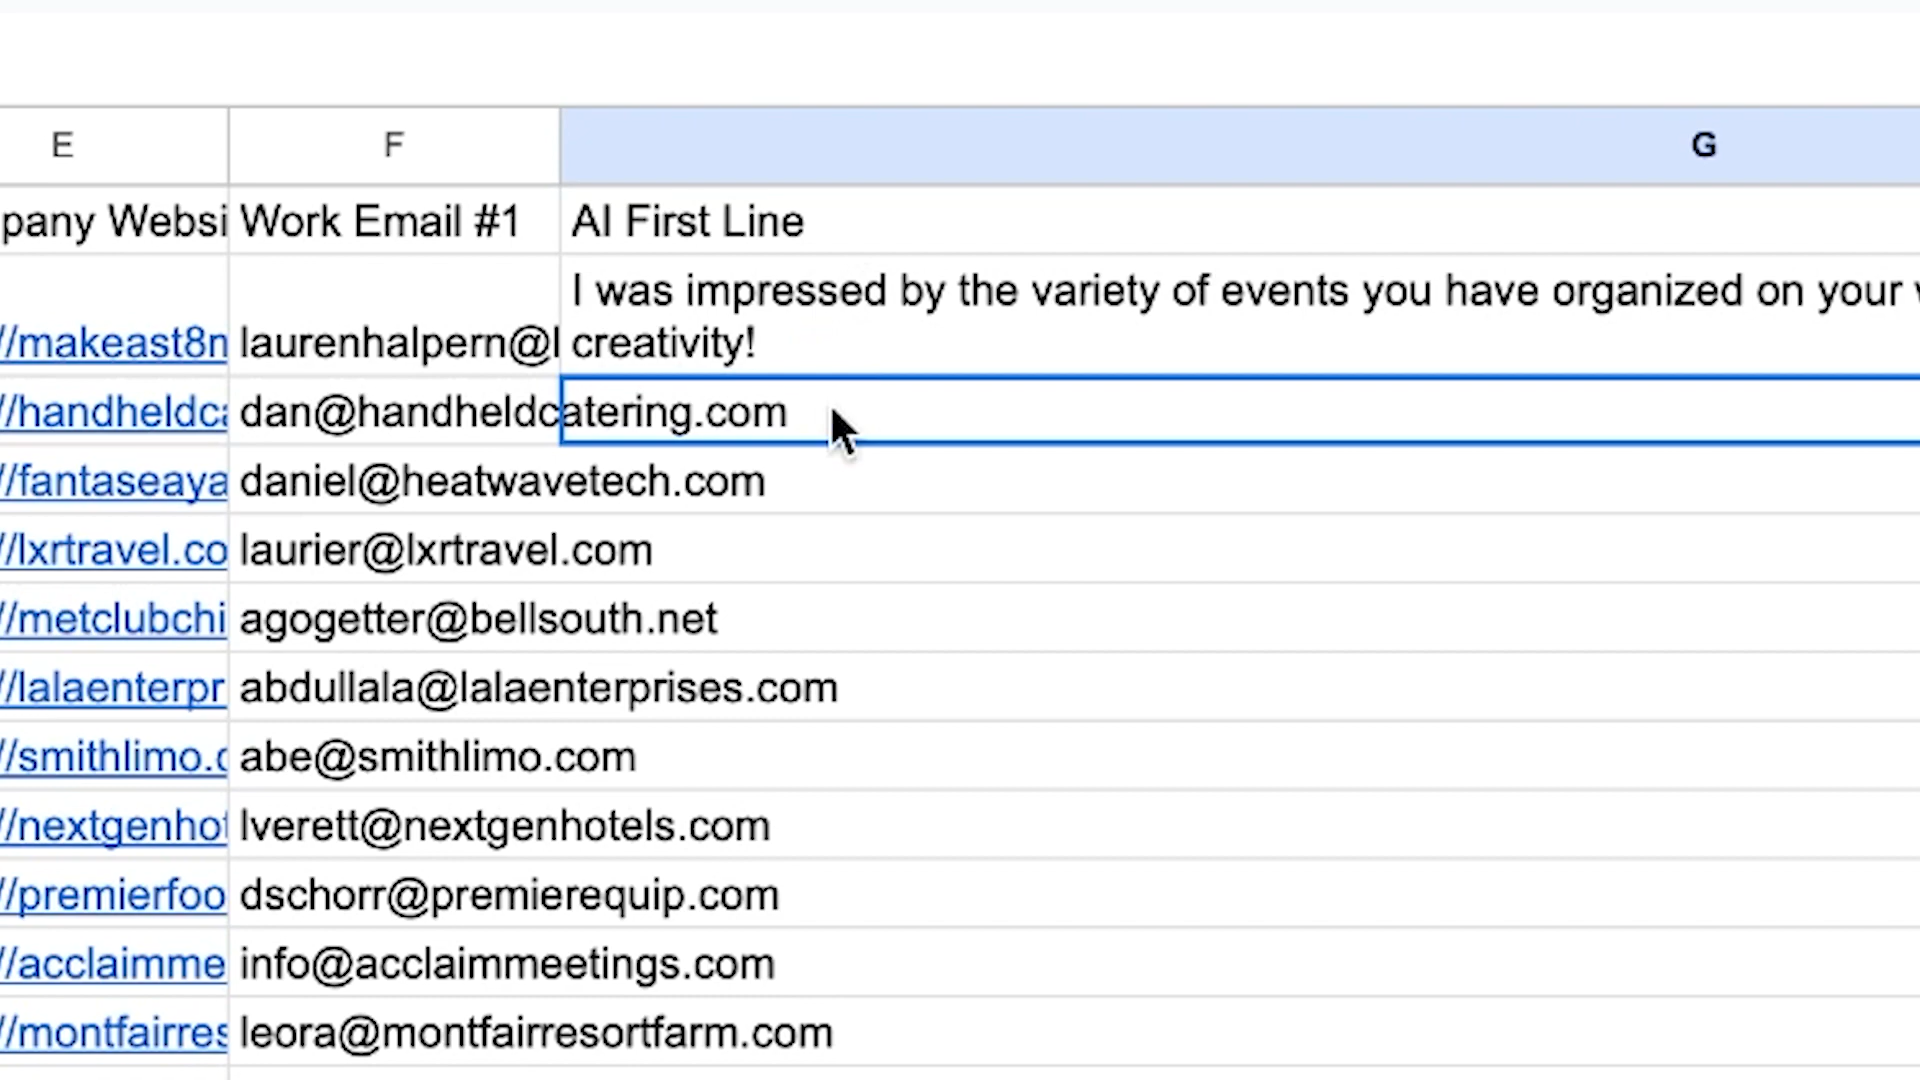 E F G
pany Websi Work Email #1 AI First Line
I was impressed by the variety of events you have organized on your
//makeast8n laurenhalpern@l creativity!
//handheldca dan@handheldcatering.com
//fantaseaya daniel@heatwavetech.com
//lxrtravel.co laurier@lxrtravel.com
//metclubchi agogetter@bellsouth.net
//lalaenterpr abdullala@lalaenterprises.com
//smithlimo.c abe@smithlimo.com
//nextgenhot lverett@nextgenhotels.com
//premierfoo dschorr@premierequip.com
//acclaimme info@acclaimmeetings.com
//montfairres leora@montfairresortfarm.com